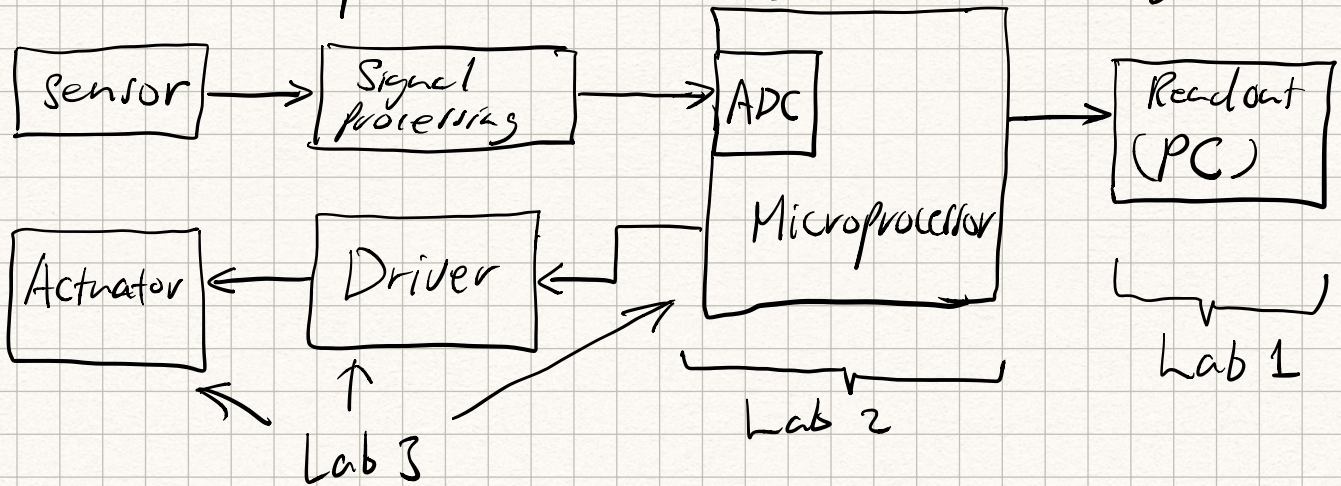 Sensor
Signal
processing
ADC
Microprocessor
Readout
(PC)
Actuator
Driver
Lab 1
Lab 2
Lab 3